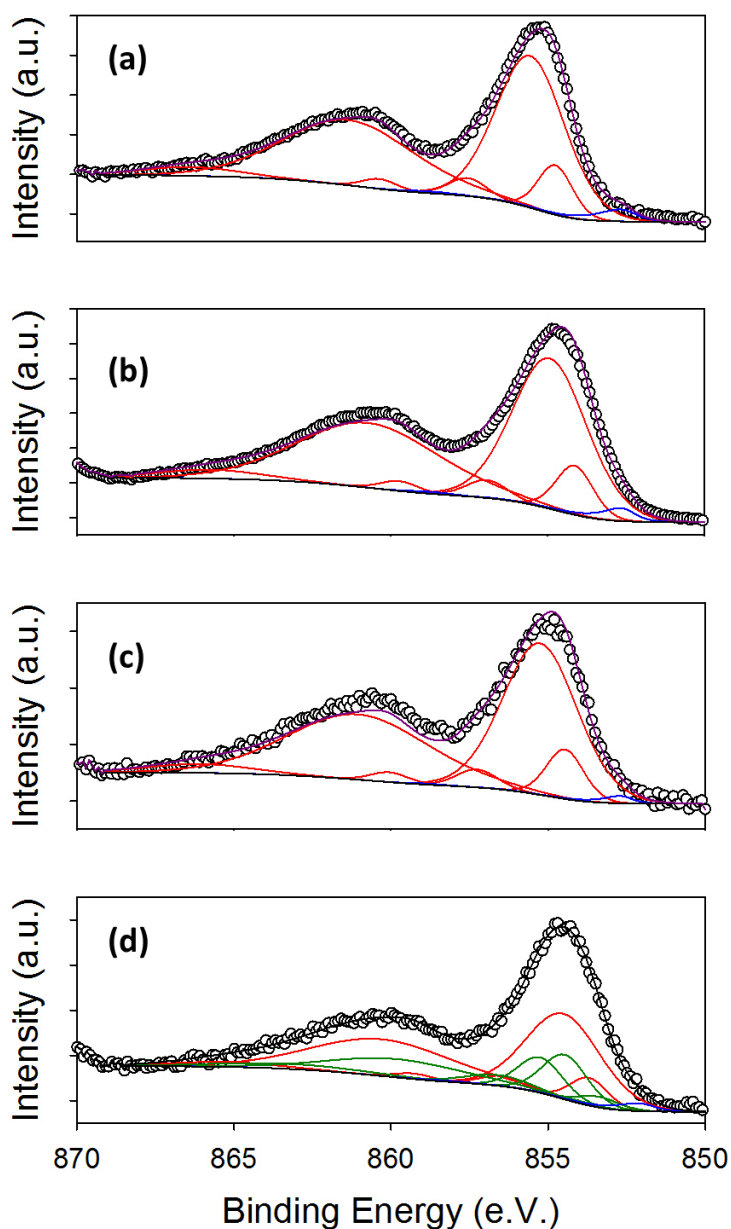 (a)
Intensity (a.u.)
(b)
Intensity (a.u.)
(c)
Intensity (a.u.)
(d)
Intensity (a.u.)
870 865 860 855 850
Binding Energy (e.V.)